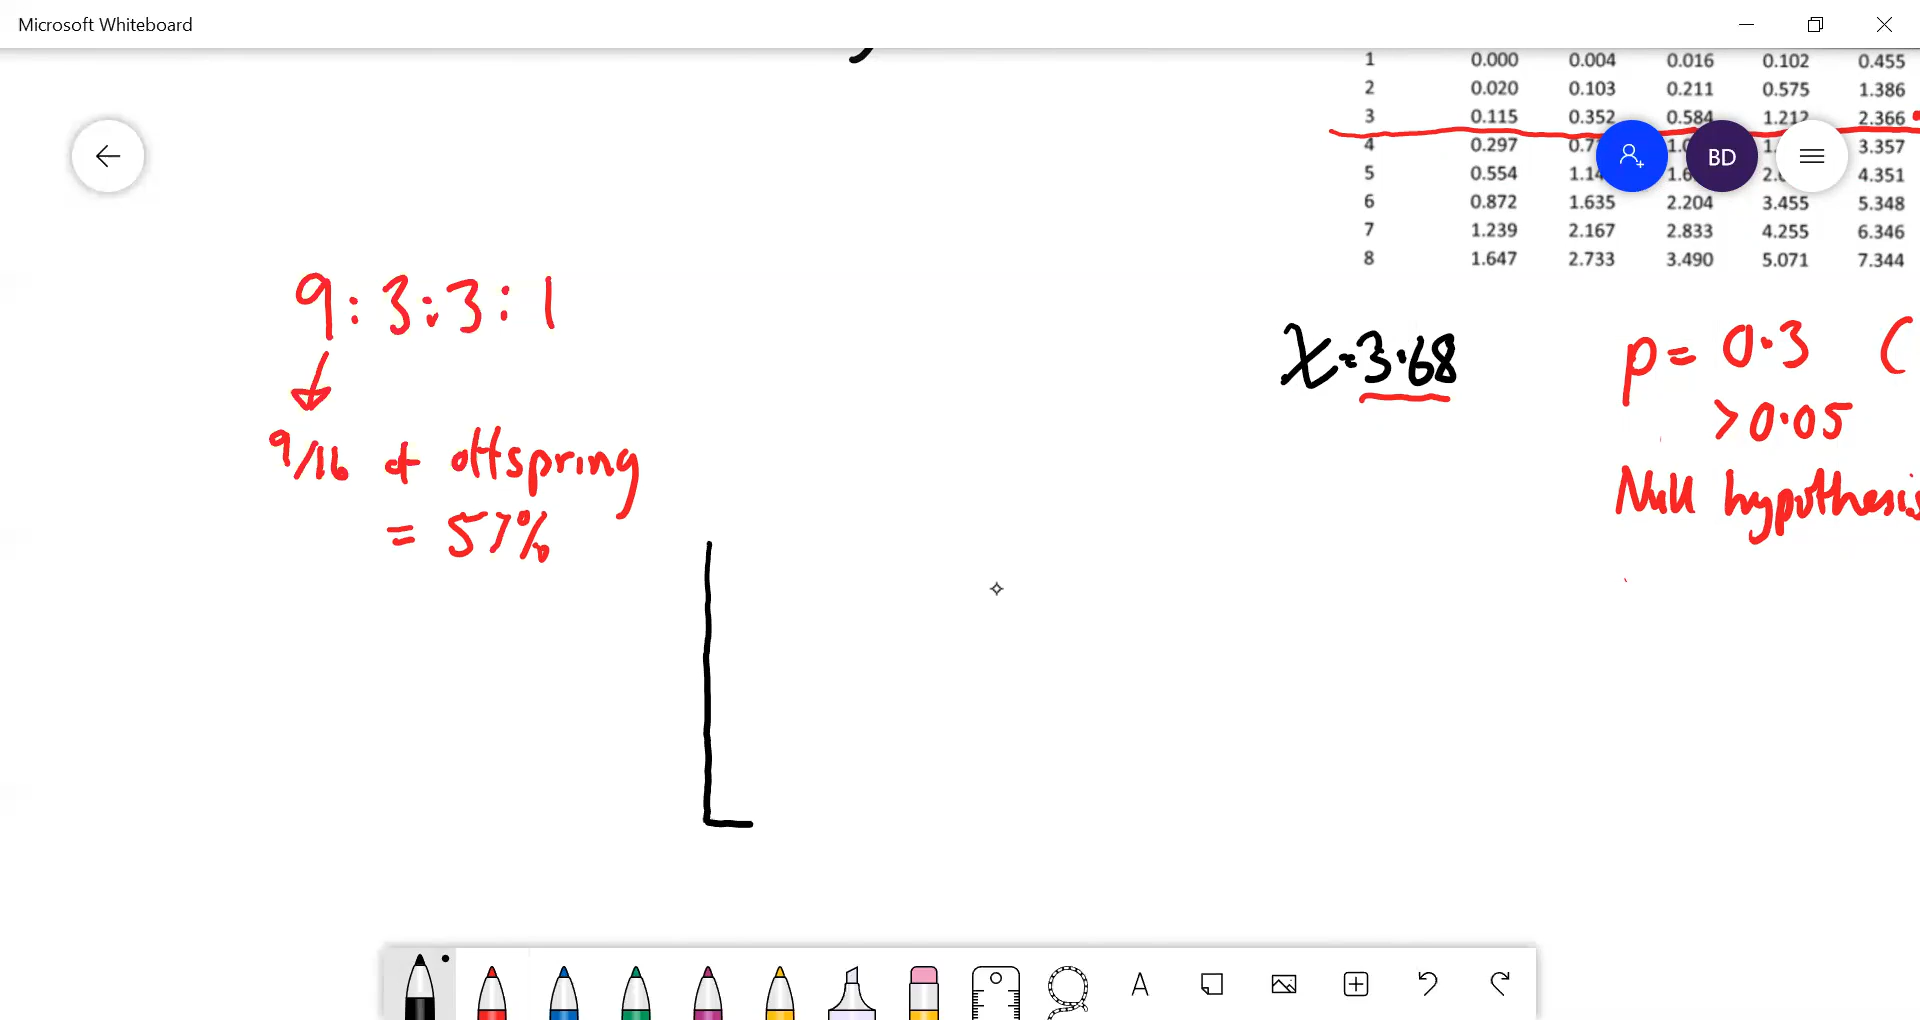 Microsoft Whiteboard
1 0.000 0.004 0.016 0.102 0.455
2 0.020 0.103 0.211 0.575 1.386
3 0.115 0.352 0.584 1.212 2.366
4 0.297 3.357
5 0.554 4.351
6 0.872 1.635 2.204 3.455 5.348
7 1.239 2.167 2.833 4.255 6.346
8 1.647 2.733 3.490 5.071 7.344
BD
9:3:3:1
9/16 of offspring
= 57%
X=3.68
p= 0.3 (
>0.05
Null hypothesis
A